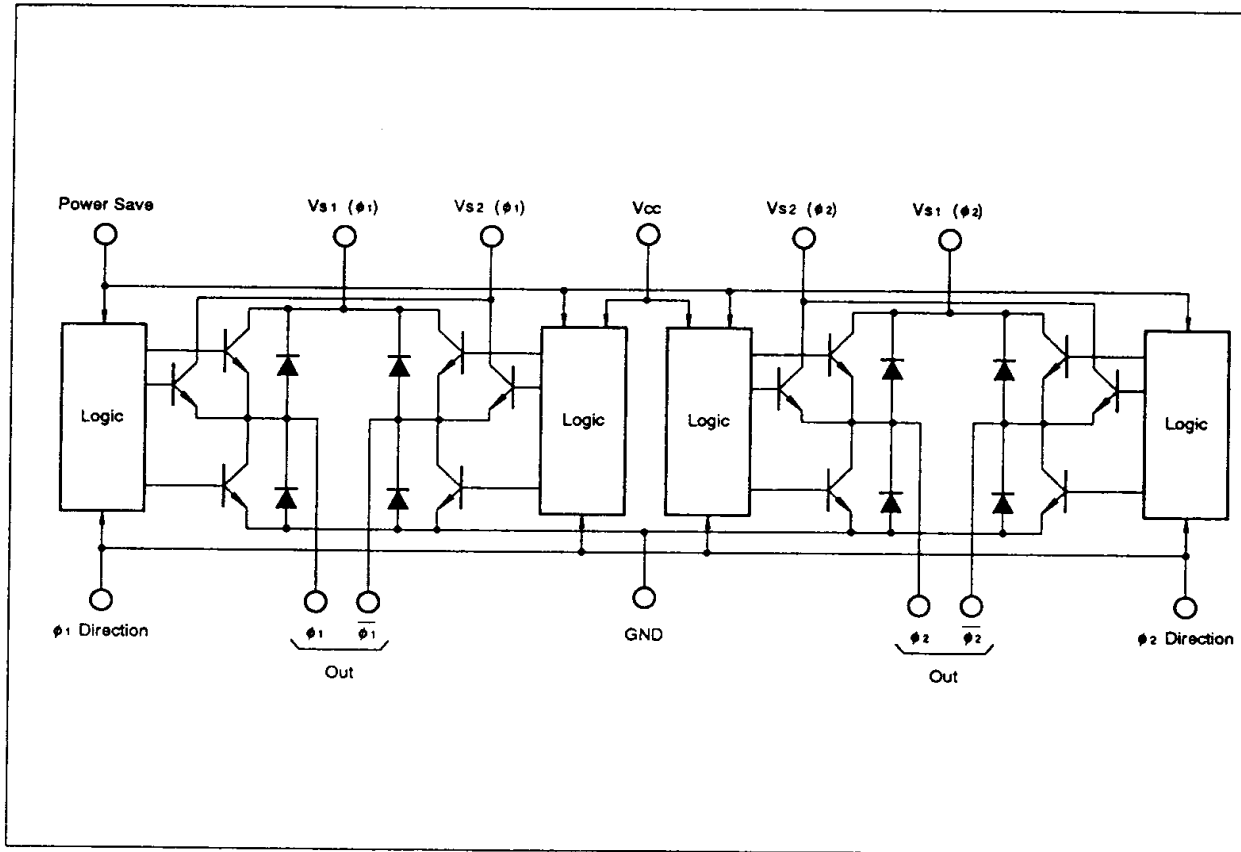 Power Save
Vs1 (ϕ1)
Vs2 (ϕ1)
Vcc
Vs2 (ϕ2)
Vs1 (ϕ2)
Logic
Logic
Logic
Logic
ϕ1 Direction
ϕ1
ϕ̅1
Out
GND
ϕ2
ϕ̅2
Out
ϕ2 Direction